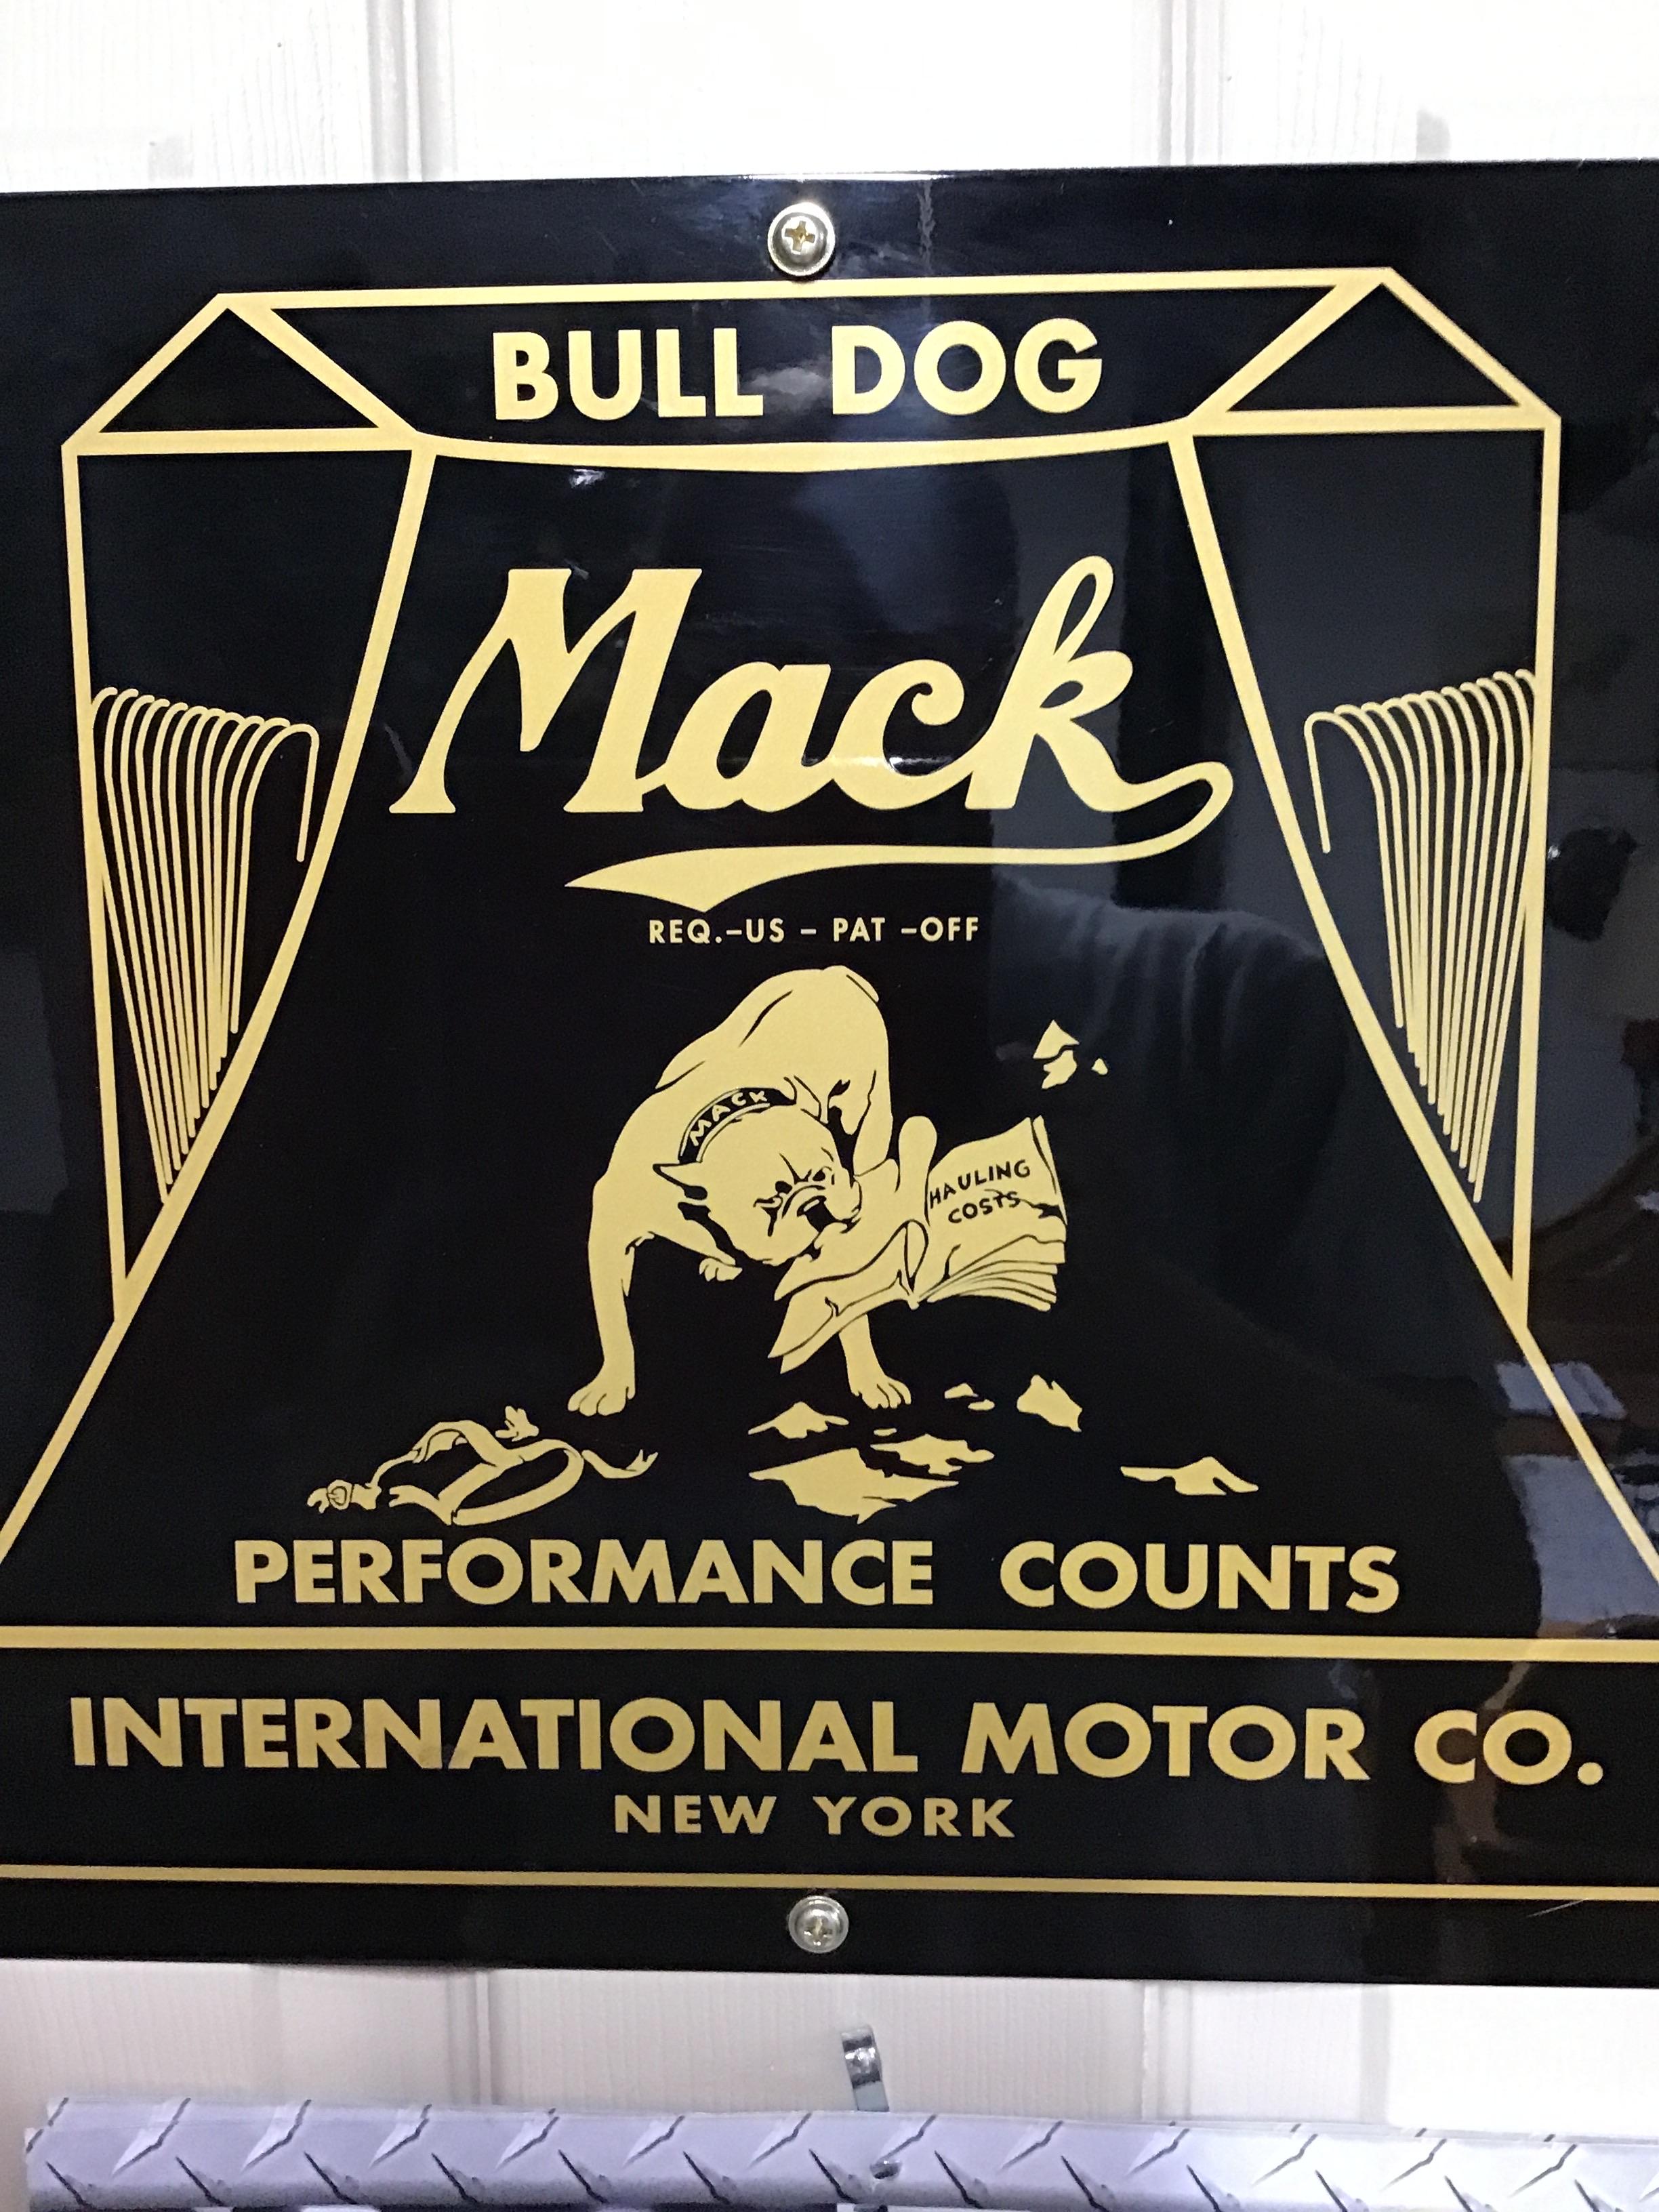 BULL DOG
Mack
REQ.-US - PAT -OFF
MACK
HAULING
COSTS
PERFORMANCE COUNTS
INTERNATIONAL MOTOR CO.
NEW YORK